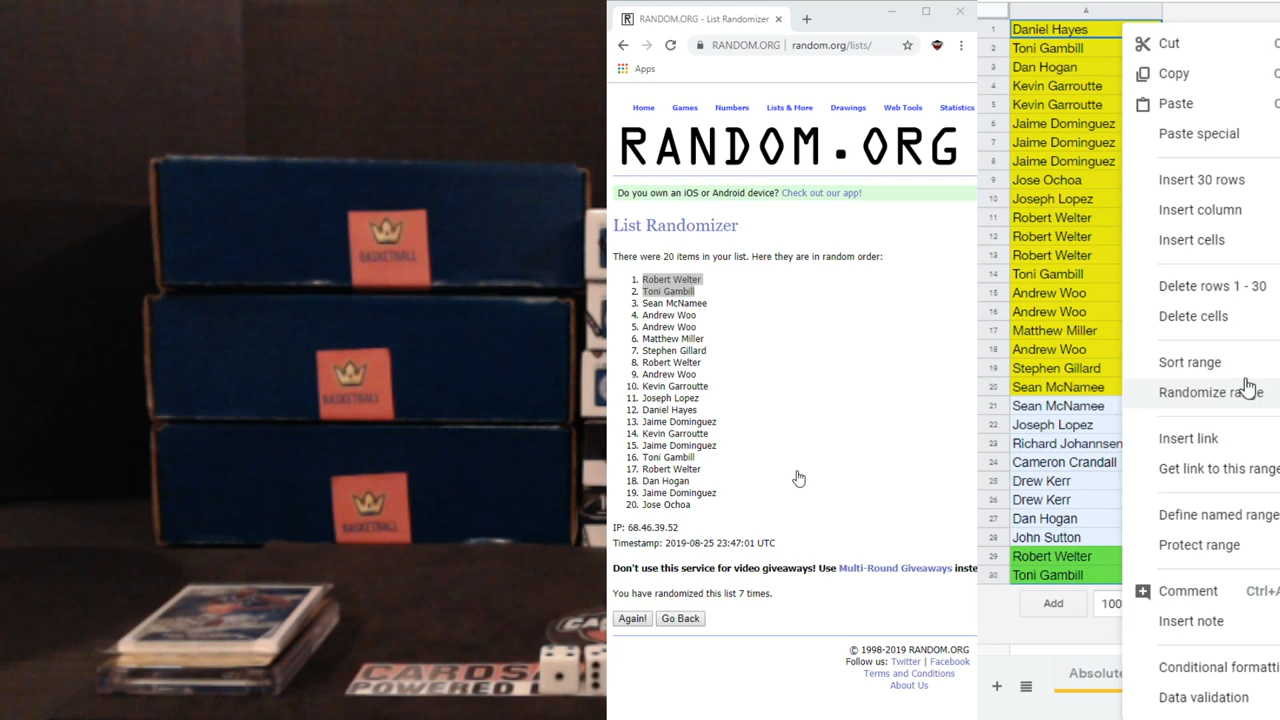 BASKETBALL
BASKETBALL
BASKETBALL
CARDS
POWERED
RANDOM.ORG - List Randomizer
RANDOM.ORG
random.org/lists/
Apps
Home Games Numbers Lists & More Drawings Web Tools Statistics
RANDOM.ORG
Do you own an iOS or Android device? Check out our app!
List Randomizer
There were 20 items in your list. Here they are in random order:
1. Robert Welter
2. Toni Gambill
3. Sean McNamee
4. Andrew Woo
5. Andrew Woo
6. Matthew Miller
7. Stephen Gillard
8. Robert Welter
9. Andrew Woo
10. Kevin Garroutte
11. Joseph Lopez
12. Daniel Hayes
13. Jaime Dominguez
14. Kevin Garroutte
15. Jaime Dominguez
16. Toni Gambill
17. Robert Welter
18. Dan Hogan
19. Jaime Dominguez
20. Jose Ochoa
IP: 68.46.39.52
Timestamp: 2019-08-25 23:47:01 UTC
Don't use this service for video giveaways! Use Multi-Round Giveaways inste
You have randomized this list 7 times.
Again! Go Back
© 1998-2019 RANDOM.ORG
Follow us: Twitter | Facebook
Terms and Conditions
About Us
A
1 Daniel Hayes
2 Toni Gambill
3 Dan Hogan
4 Kevin Garroutte
5 Kevin Garroutte
6 Jaime Dominguez
7 Jaime Dominguez
8 Jaime Dominguez
9 Jose Ochoa
10 Joseph Lopez
11 Robert Welter
12 Robert Welter
13 Robert Welter
14 Toni Gambill
15 Andrew Woo
16 Andrew Woo
17 Matthew Miller
18 Andrew Woo
19 Stephen Gillard
20 Sean McNamee
21 Sean McNamee
22 Joseph Lopez
23 Richard Johannsen
24 Cameron Crandall
25 Drew Kerr
26 Drew Kerr
27 Dan Hogan
28 John Sutton
29 Robert Welter
30 Toni Gambill
Add 100
Absolute
Cut
Copy
Paste
Paste special
Insert 30 rows
Insert column
Insert cells
Delete rows 1 - 30
Delete cells
Sort range
Randomize range
Insert link
Get link to this range
Define named range
Protect range
Comment Ctrl+A
Insert note
Conditional formatti
Data validation